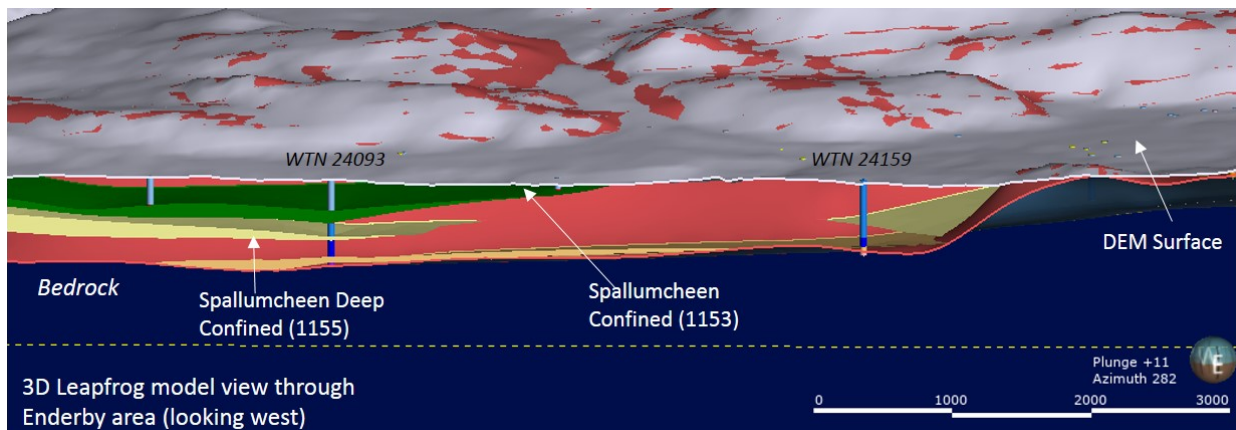 WTN 24093
WTN 24159
DEM Surface
Bedrock
Spallumcheen Deep
Confined (1155)
Spallumcheen
Confined (1153)
3D Leapfrog model view through
Enderby area (looking west)
Plunge +11
Azimuth 282
E
0 1000 2000 3000